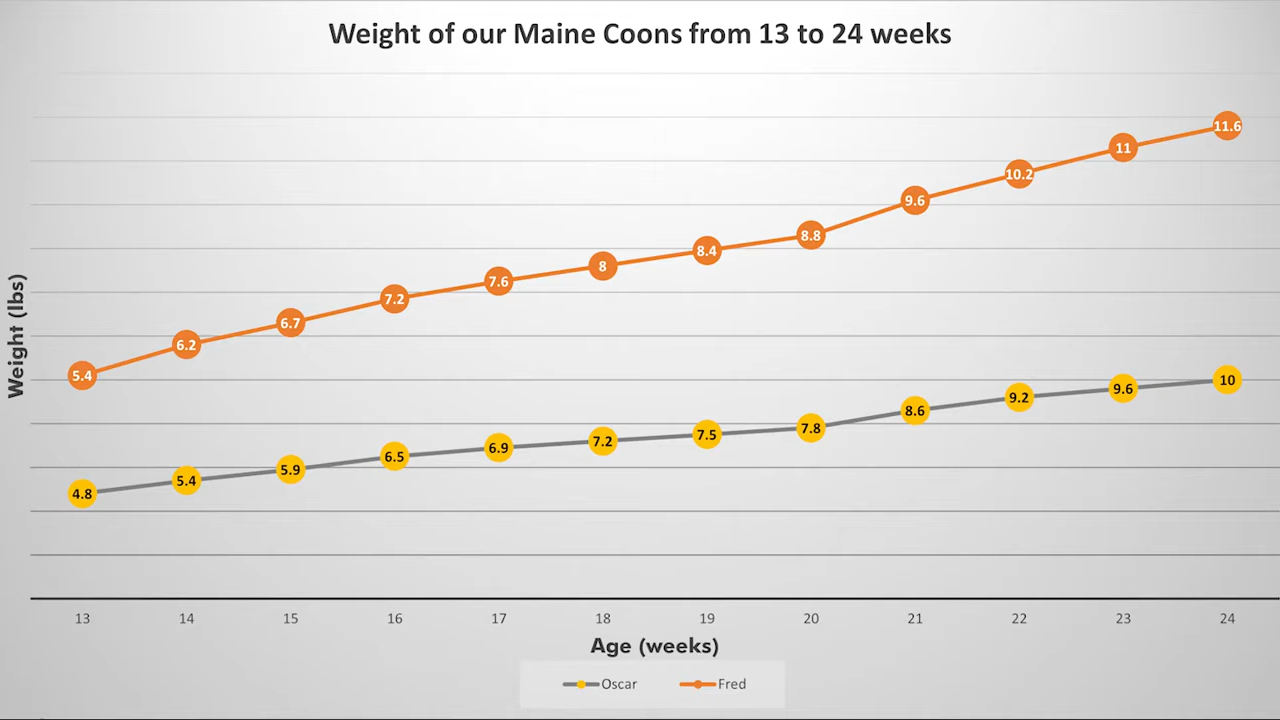 Weight of our Maine Coons from 13 to 24 weeks
Weight (lbs)
5.4 6.2 6.7 7.2 7.6 8 8.4 8.8 9.6 10.2 11 11.6
4.8 5.4 5.9 6.5 6.9 7.2 7.5 7.8 8.6 9.2 9.6 10
13 14 15 16 17 18 19 20 21 22 23 24
Age (weeks)
Oscar Fred